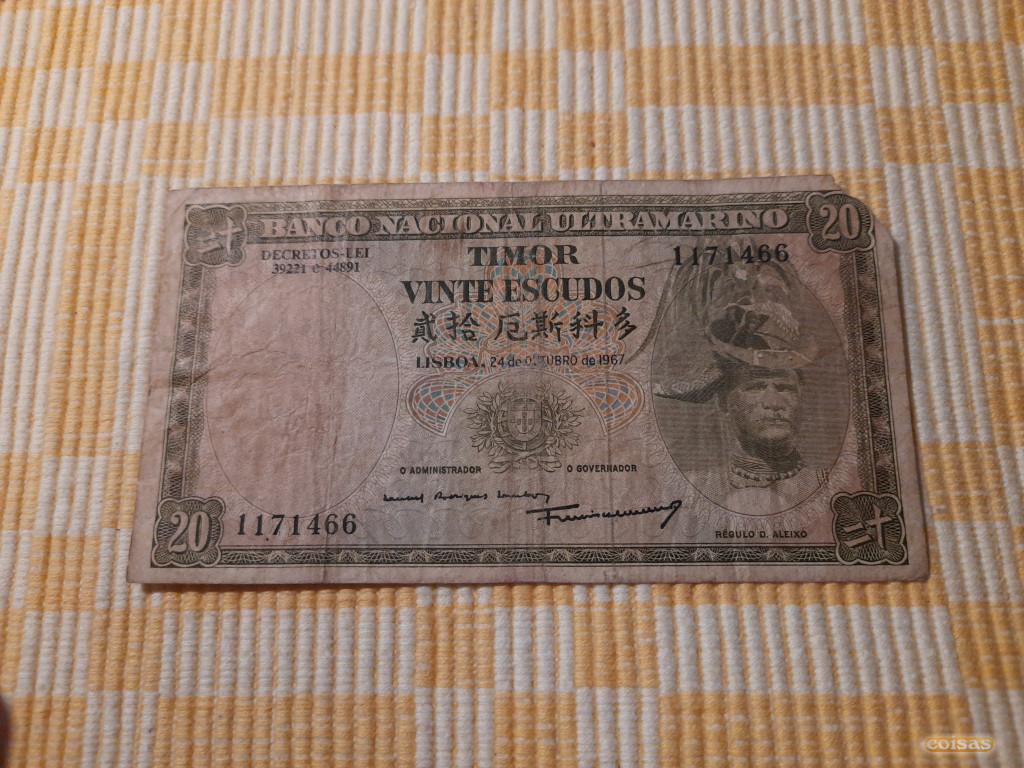 二十
BANCO NACIONAL ULTRAMARINO
20
DECRETOS-LEI
39221 e 44891
TIMOR
1171466
VINTE ESCUDOS
貳拾 厄斯科多
LISBOA, 24 de OUTUBRO de 1967
O ADMINISTRADOR
O GOVERNADOR
20
1171466
RÉGULO D. ALEIXO
二十
coisas